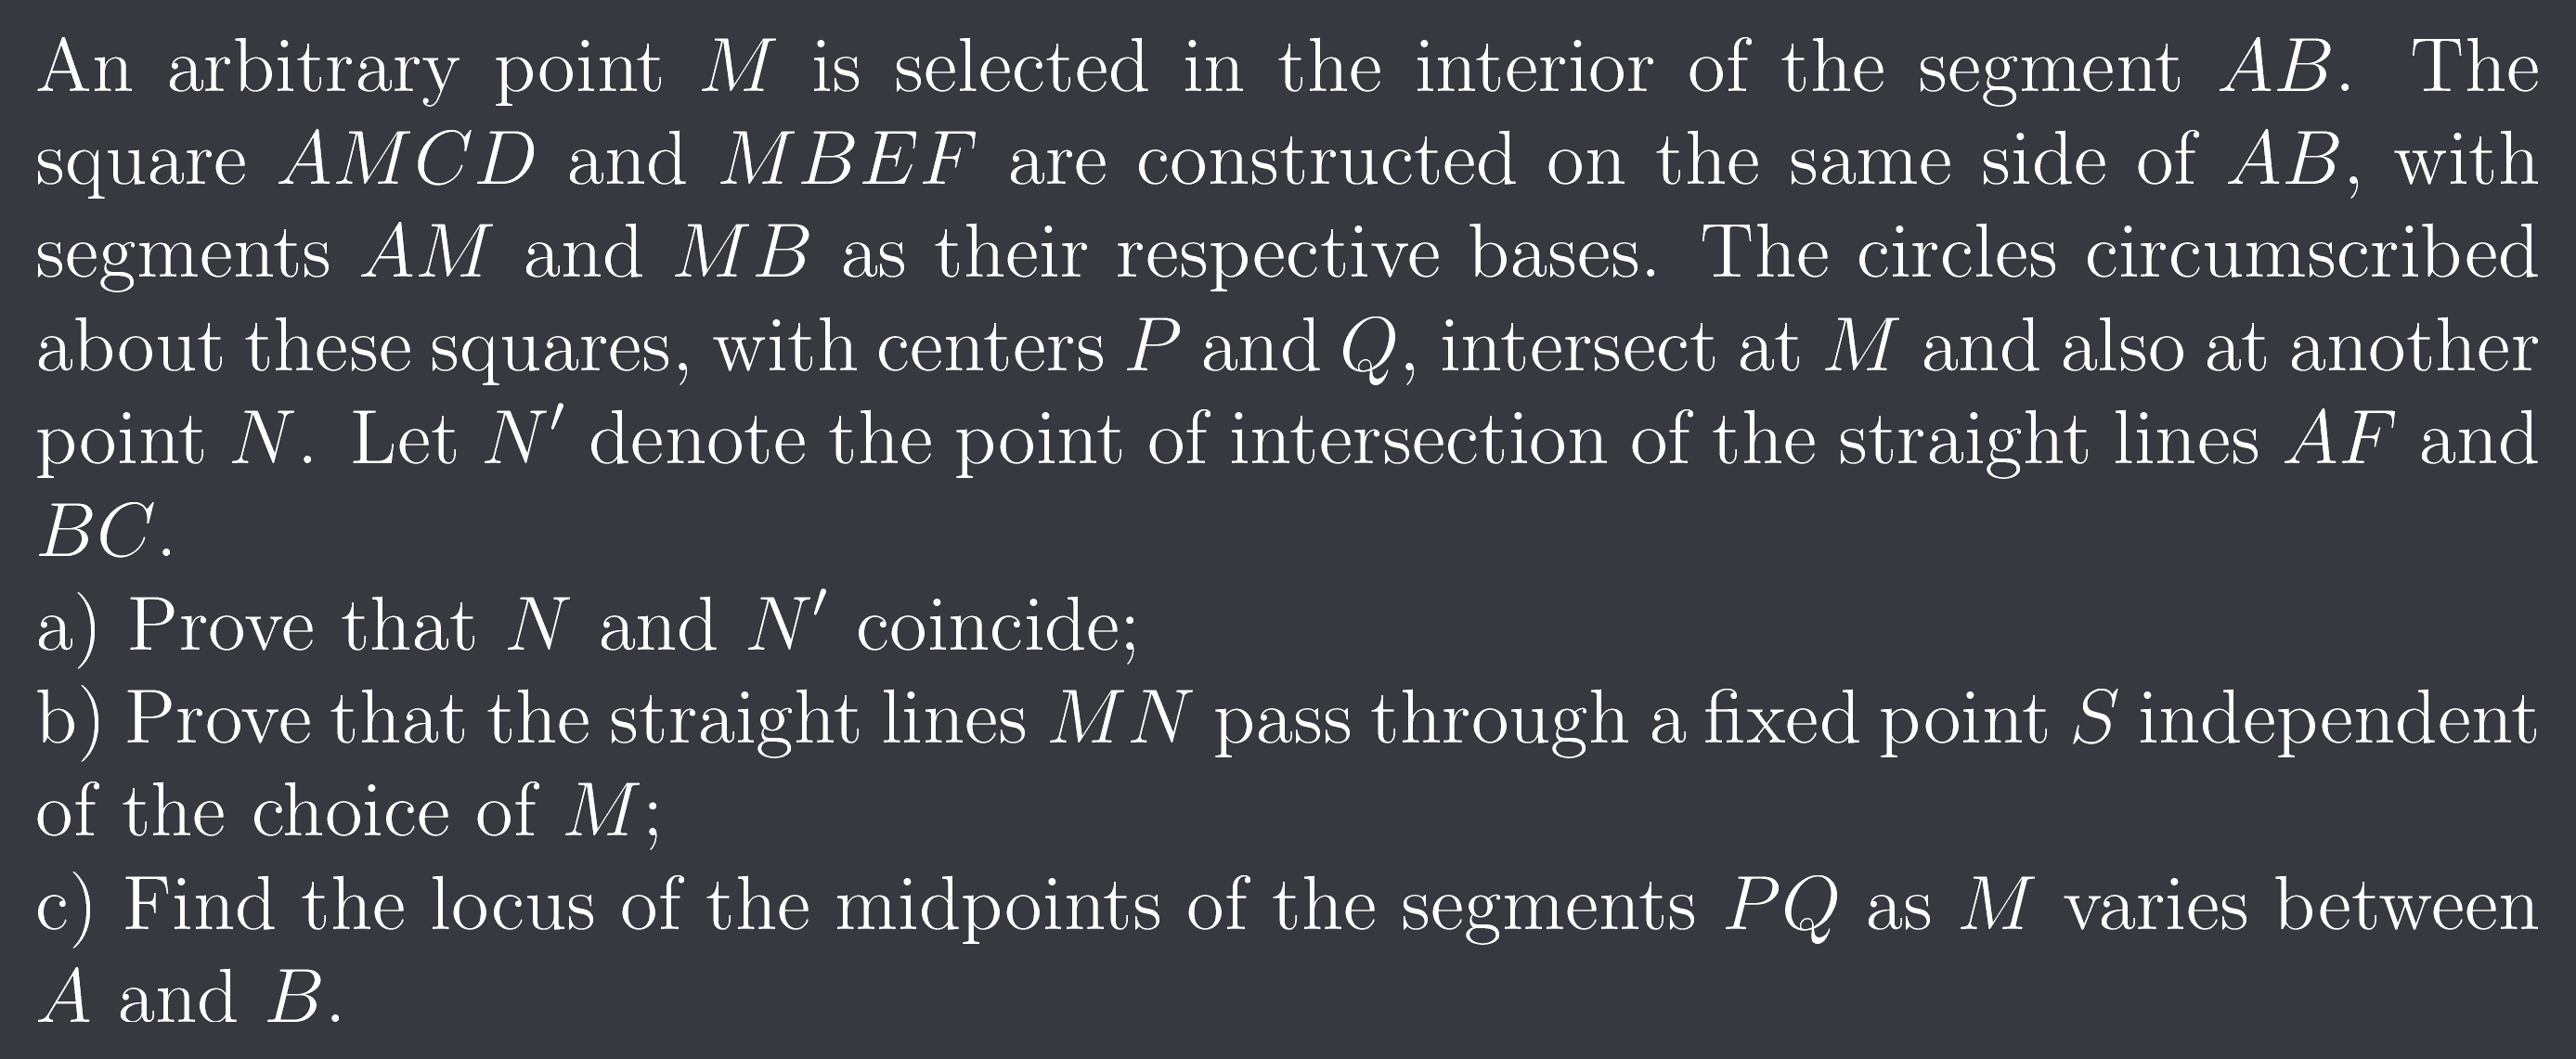 An arbitrary point M is selected in the interior of the segment AB. The
square AMCD and MBEF are constructed on the same side of AB, with
segments AM and MB as their respective bases. The circles circumscribed
about these squares, with centers P and Q, intersect at M and also at another
point N. Let N′ denote the point of intersection of the straight lines AF and
BC.
a) Prove that N and N′ coincide;
b) Prove that the straight lines MN pass through a fixed point S independent
of the choice of M;
c) Find the locus of the midpoints of the segments PQ as M varies between
A and B.